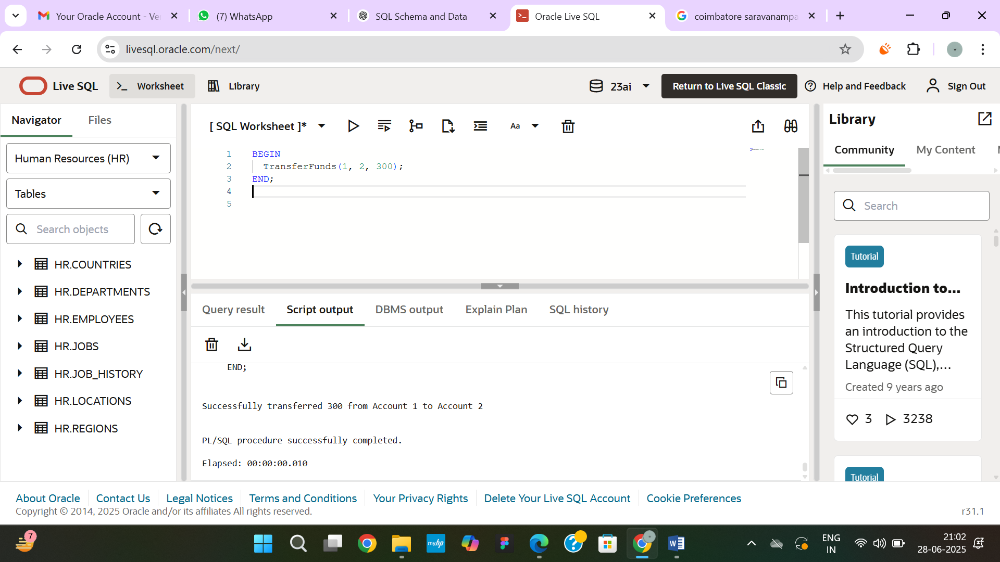 Your Oracle Account - Ve
(7) WhatsApp
SQL Schema and Data
Oracle Live SQL
coimbatore saravanampa
livesql.oracle.com/next/
Live SQL
Worksheet
Library
23ai
Return to Live SQL Classic
Help and Feedback
Sign Out
Navigator
Files
Human Resources (HR)
Tables
Search objects
HR.COUNTRIES
HR.DEPARTMENTS
HR.EMPLOYEES
HR.JOBS
HR.JOB_HISTORY
HR.LOCATIONS
HR.REGIONS
[ SQL Worksheet ]*
Aa
1 BEGIN
2 TransferFunds(1, 2, 300);
3 END;
4
5
Query result
Script output
DBMS output
Explain Plan
SQL history
END;
Successfully transferred 300 from Account 1 to Account 2
PL/SQL procedure successfully completed.
Elapsed: 00:00:00.010
Library
Community
My Content
Search
Tutorial
Introduction to...
This tutorial provides
an introduction to the
Structured Query
Language (SQL),...
Created 9 years ago
3
3238
Tutorial
About Oracle
Contact Us
Legal Notices
Terms and Conditions
Your Privacy Rights
Delete Your Live SQL Account
Cookie Preferences
Copyright © 2014, 2025 Oracle and/or its affiliates All rights reserved.
r31.1
7
myhp
ENG
IN
21:02
28-06-2025